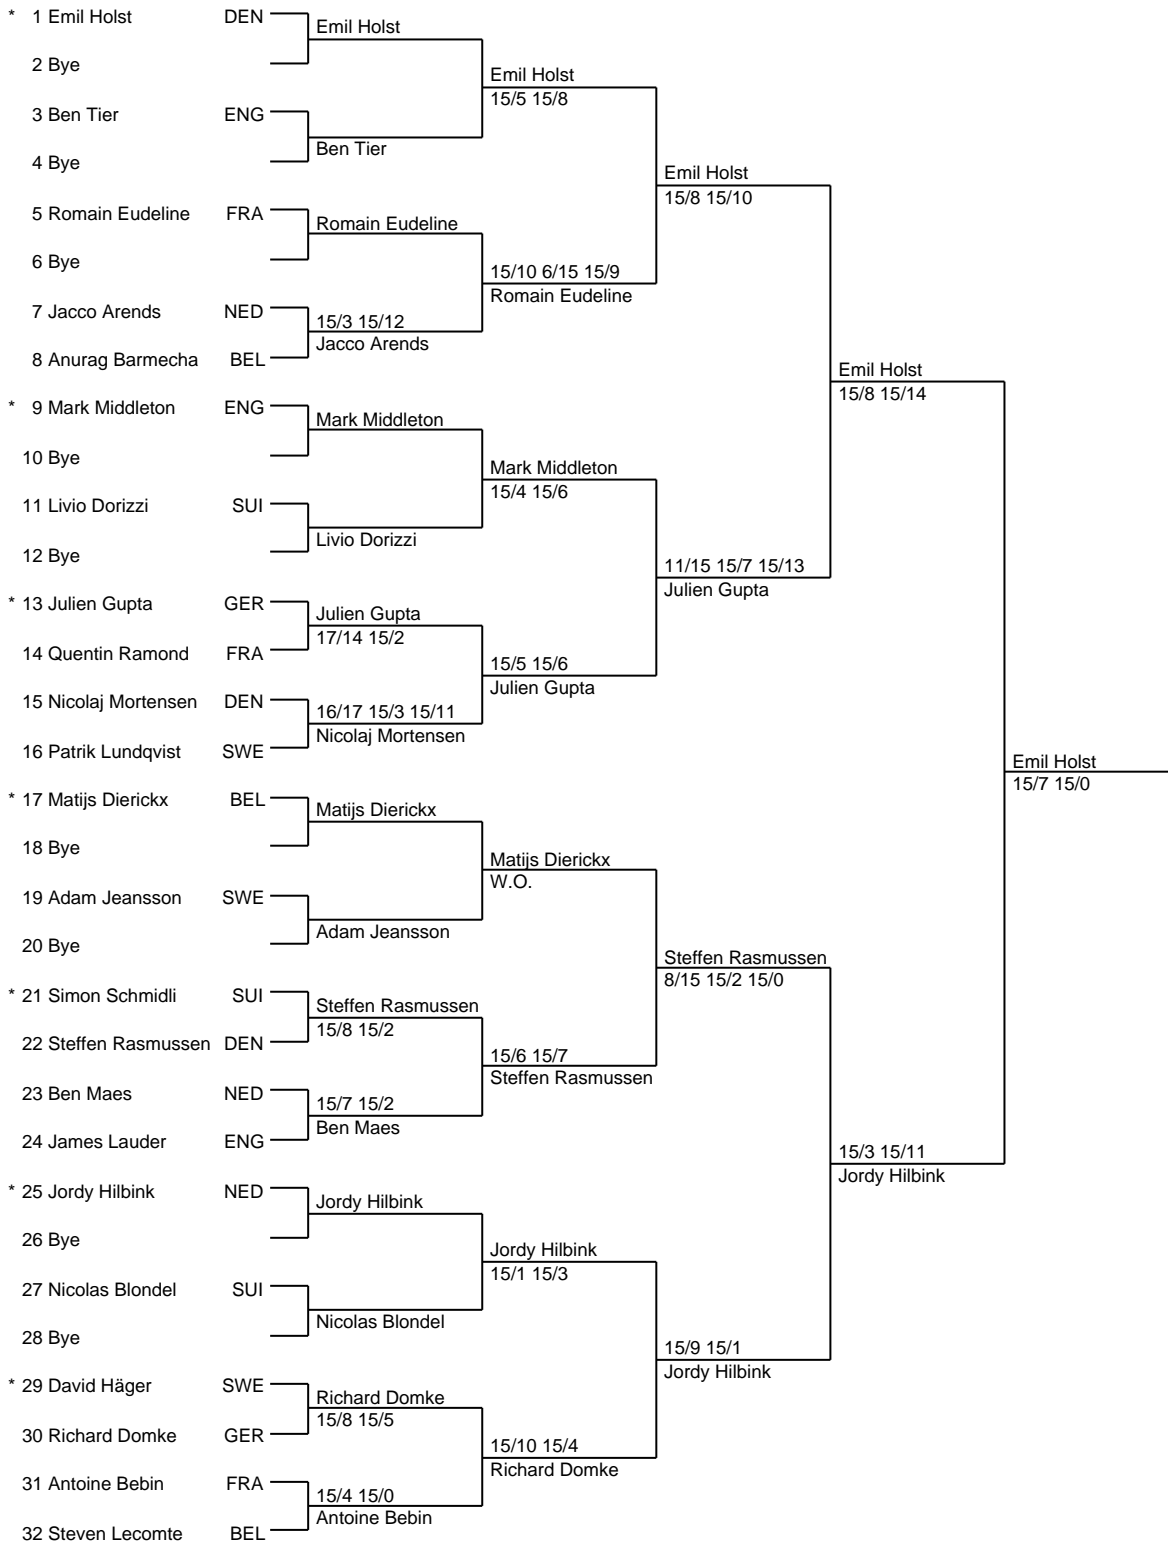 * 1 Emil Holst DEN
Emil Holst
2 Bye
Emil Holst
15/5 15/8
3 Ben Tier ENG
Ben Tier
4 Bye
Emil Holst
15/8 15/10
5 Romain Eudeline FRA
Romain Eudeline
6 Bye
15/10 6/15 15/9
Romain Eudeline
7 Jacco Arends NED
15/3 15/12
Jacco Arends
8 Anurag Barmecha BEL
Emil Holst
15/8 15/14
* 9 Mark Middleton ENG
Mark Middleton
10 Bye
Mark Middleton
15/4 15/6
11 Livio Dorizzi SUI
Livio Dorizzi
12 Bye
11/15 15/7 15/13
Julien Gupta
* 13 Julien Gupta GER
Julien Gupta
17/14 15/2
14 Quentin Ramond FRA
15/5 15/6
Julien Gupta
15 Nicolaj Mortensen DEN
16/17 15/3 15/11
Nicolaj Mortensen
16 Patrik Lundqvist SWE
Emil Holst
15/7 15/0
* 17 Matijs Dierickx BEL
Matijs Dierickx
18 Bye
Matijs Dierickx
W.O.
19 Adam Jeansson SWE
Adam Jeansson
20 Bye
Steffen Rasmussen
8/15 15/2 15/0
* 21 Simon Schmidli SUI
Steffen Rasmussen
15/8 15/2
22 Steffen Rasmussen DEN
15/6 15/7
Steffen Rasmussen
23 Ben Maes NED
15/7 15/2
Ben Maes
24 James Lauder ENG
15/3 15/11
Jordy Hilbink
* 25 Jordy Hilbink NED
Jordy Hilbink
26 Bye
Jordy Hilbink
15/1 15/3
27 Nicolas Blondel SUI
Nicolas Blondel
28 Bye
15/9 15/1
Jordy Hilbink
* 29 David Häger SWE
Richard Domke
15/8 15/5
30 Richard Domke GER
15/10 15/4
Richard Domke
31 Antoine Bebin FRA
15/4 15/0
Antoine Bebin
32 Steven Lecomte BEL